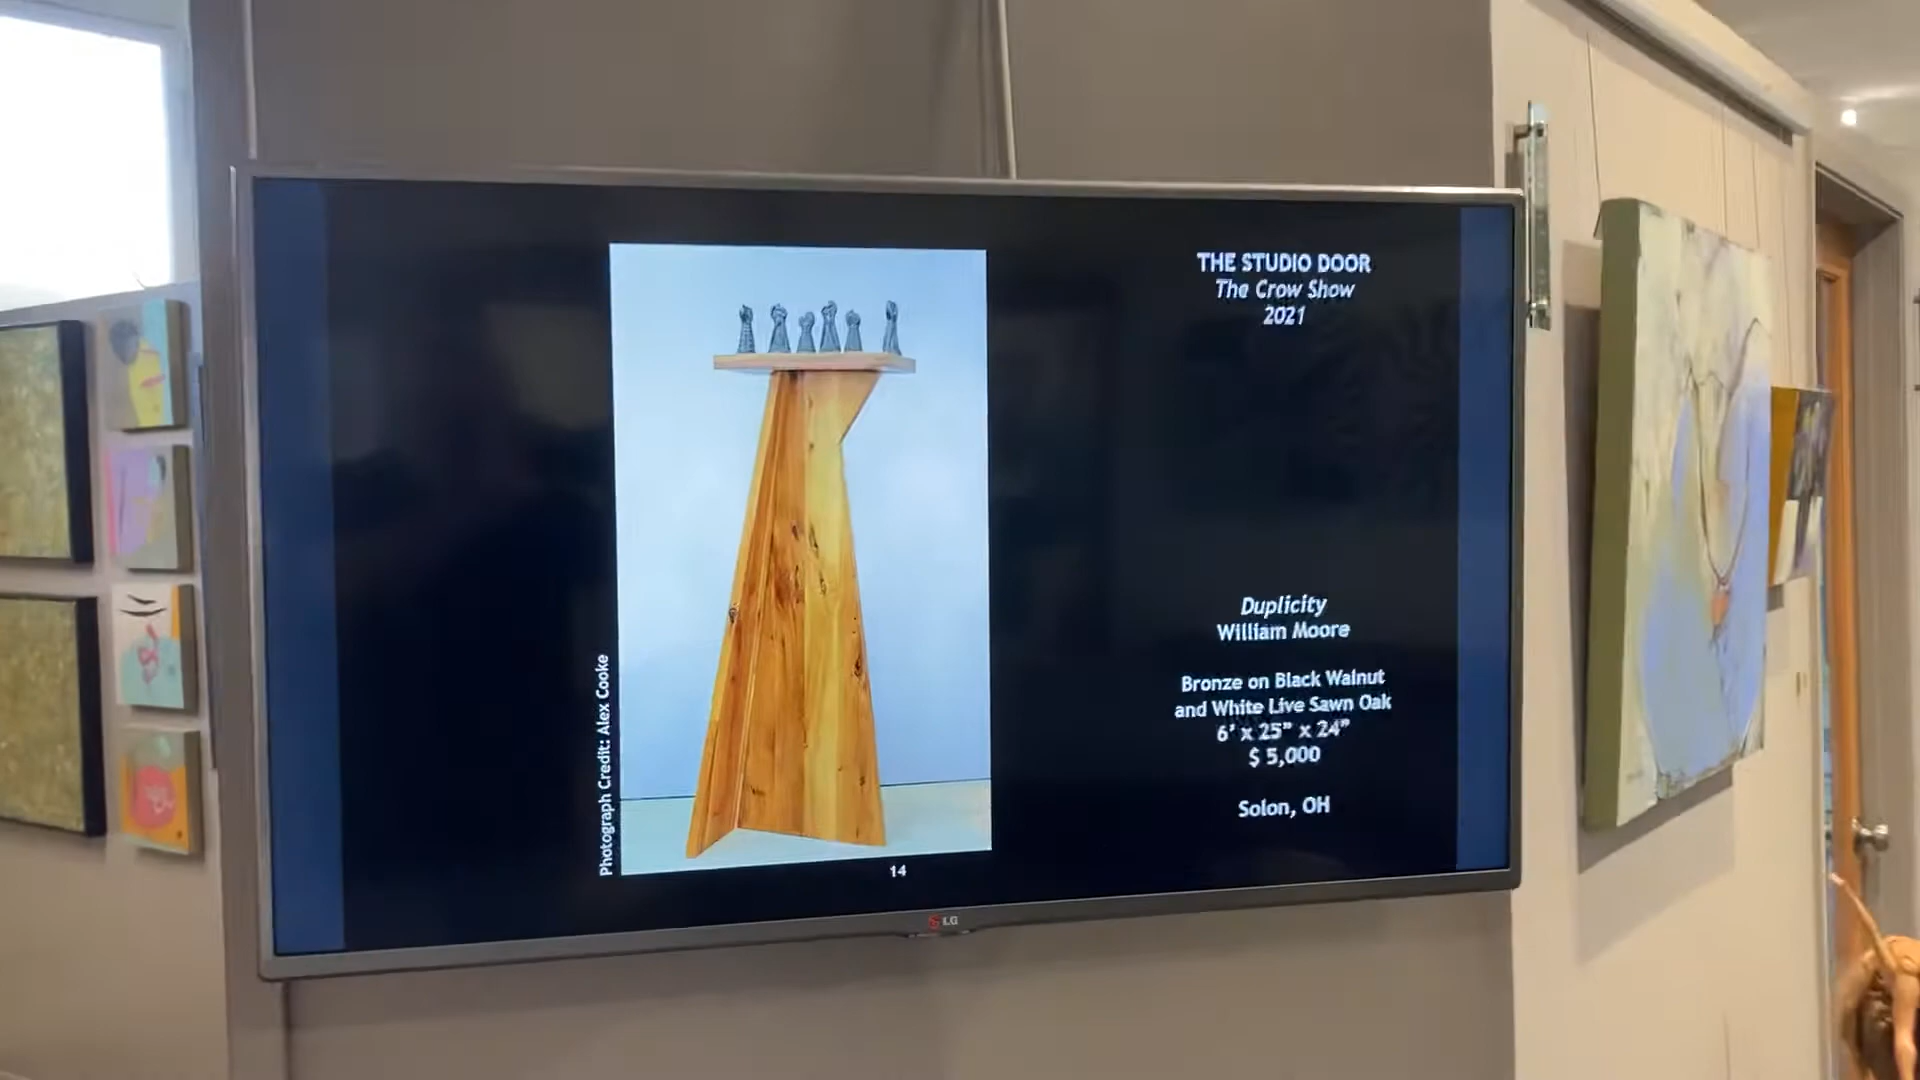 THE STUDIO DOOR
The Crow Show
2021
Duplicity
William Moore
Bronze on Black Walnut
and White Live Sawn Oak
6' x 25" x 24"
$ 5,000
Solon, OH
Photograph Credit: Alex Cooke
14
LG